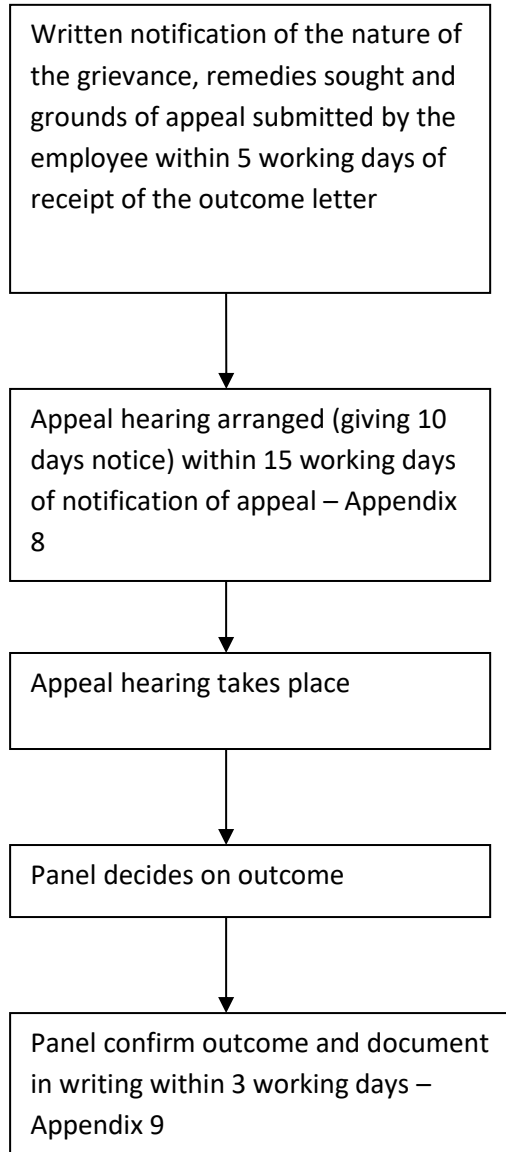 Written notification of the nature of
the grievance, remedies sought and
grounds of appeal submitted by the
employee within 5 working days of
receipt of the outcome letter
Appeal hearing arranged (giving 10
days notice) within 15 working days
of notification of appeal – Appendix
8
Appeal hearing takes place
Panel decides on outcome
Panel confirm outcome and document
in writing within 3 working days –
Appendix 9